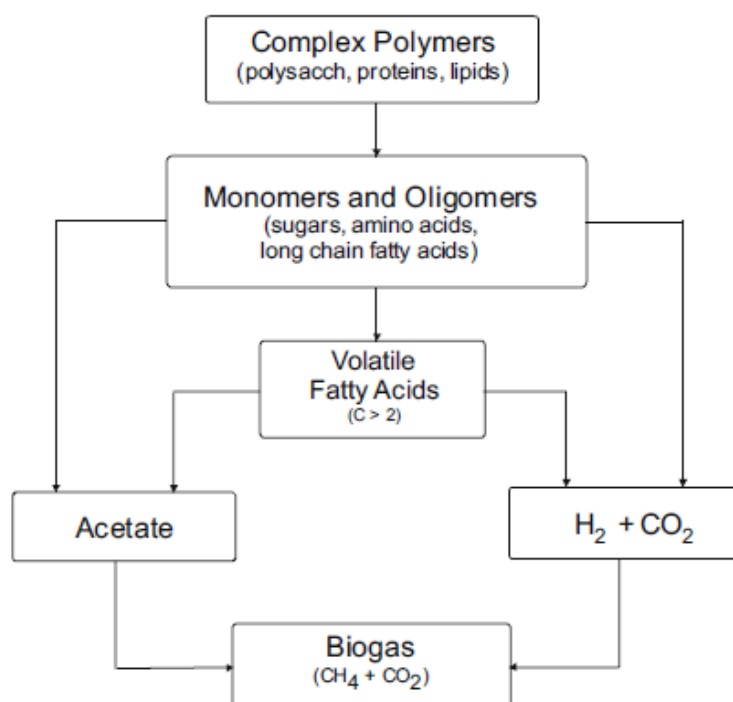 Complex Polymers
(polysacch, proteins, lipids)
Monomers and Oligomers
(sugars, amino acids,
long chain fatty acids)
Volatile
Fatty Acids
(C > 2)
Acetate
H₂ + CO₂
Biogas
(CH₄ + CO₂)